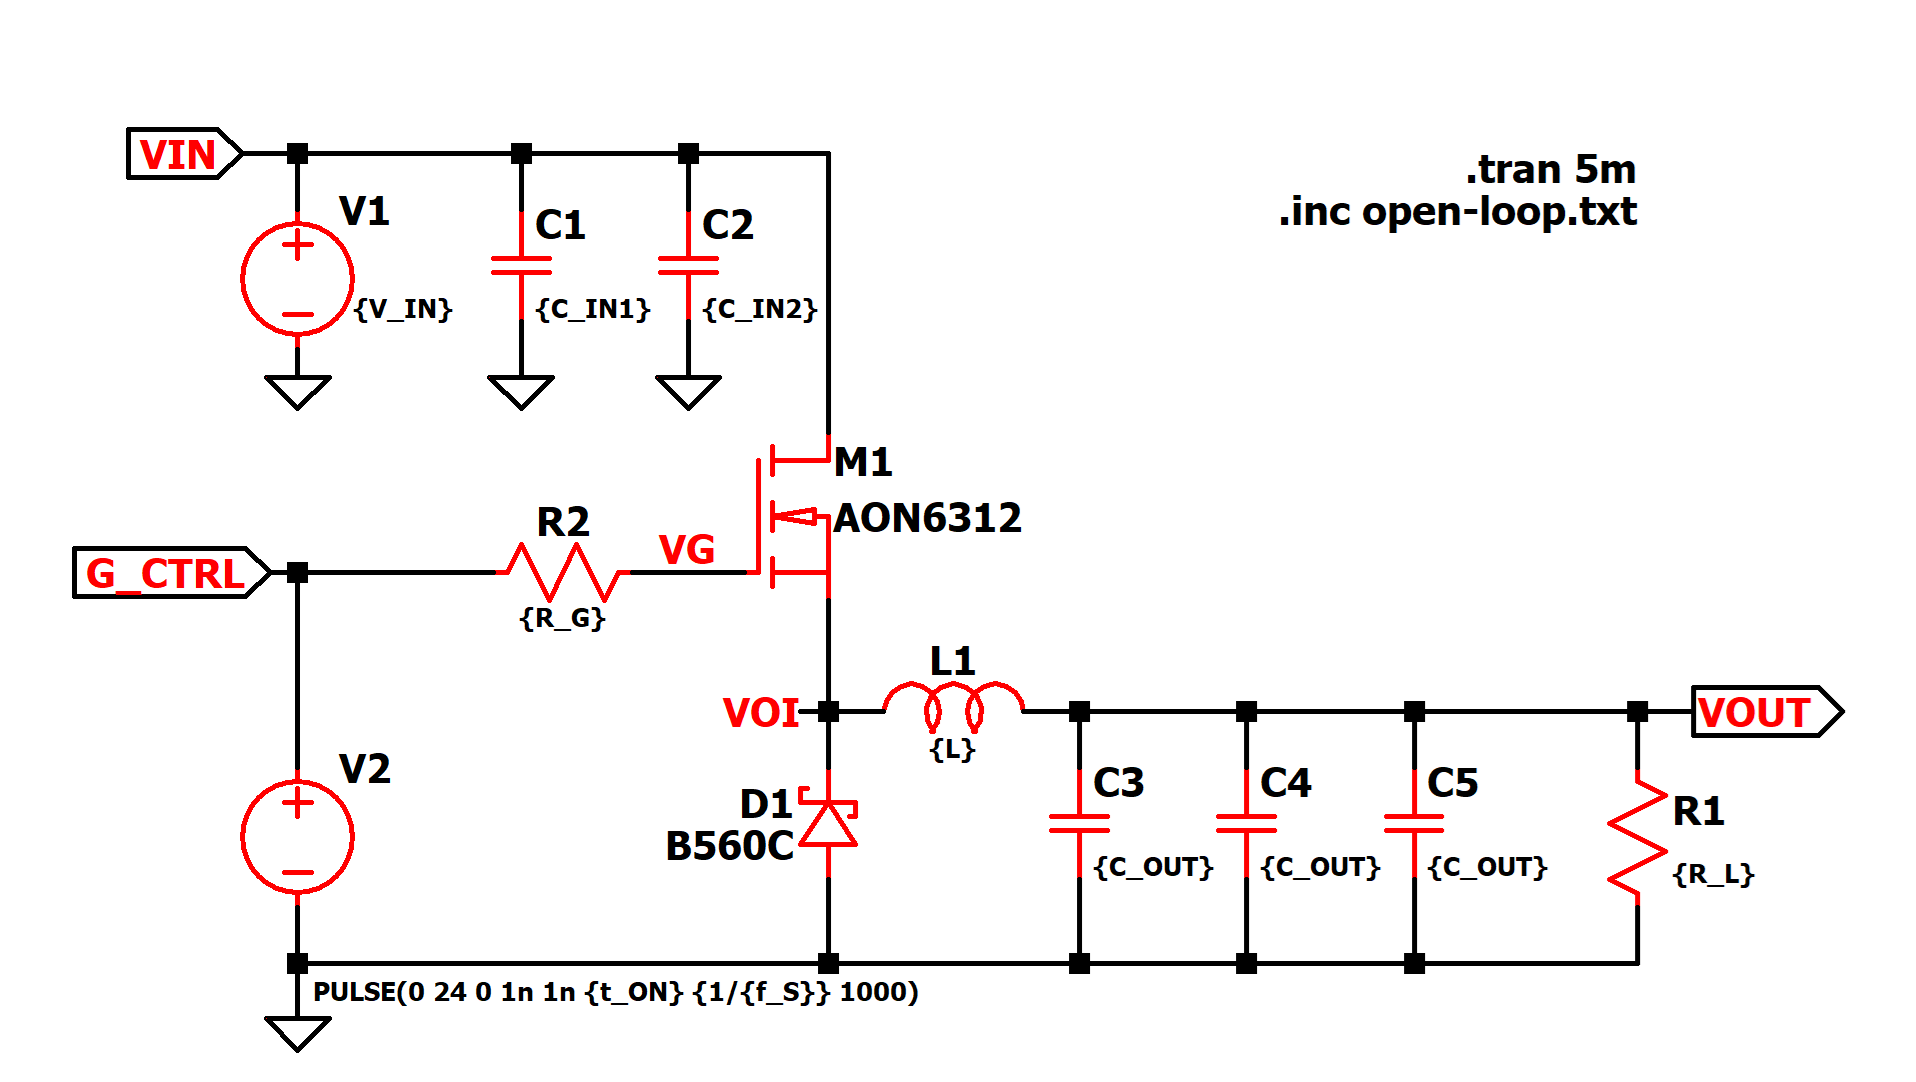 VIN
V1
{V_IN}
C1
{C_IN1}
C2
{C_IN2}
.tran 5m
.inc open-loop.txt
M1
AON6312
R2
{R_G}
VG
G_CTRL
V2
VOI
L1
{L}
VOUT
D1
B560C
C3
{C_OUT}
C4
{C_OUT}
C5
{C_OUT}
R1
{R_L}
PULSE(0 24 0 1n 1n {t_ON} {1/{f_S}} 1000)